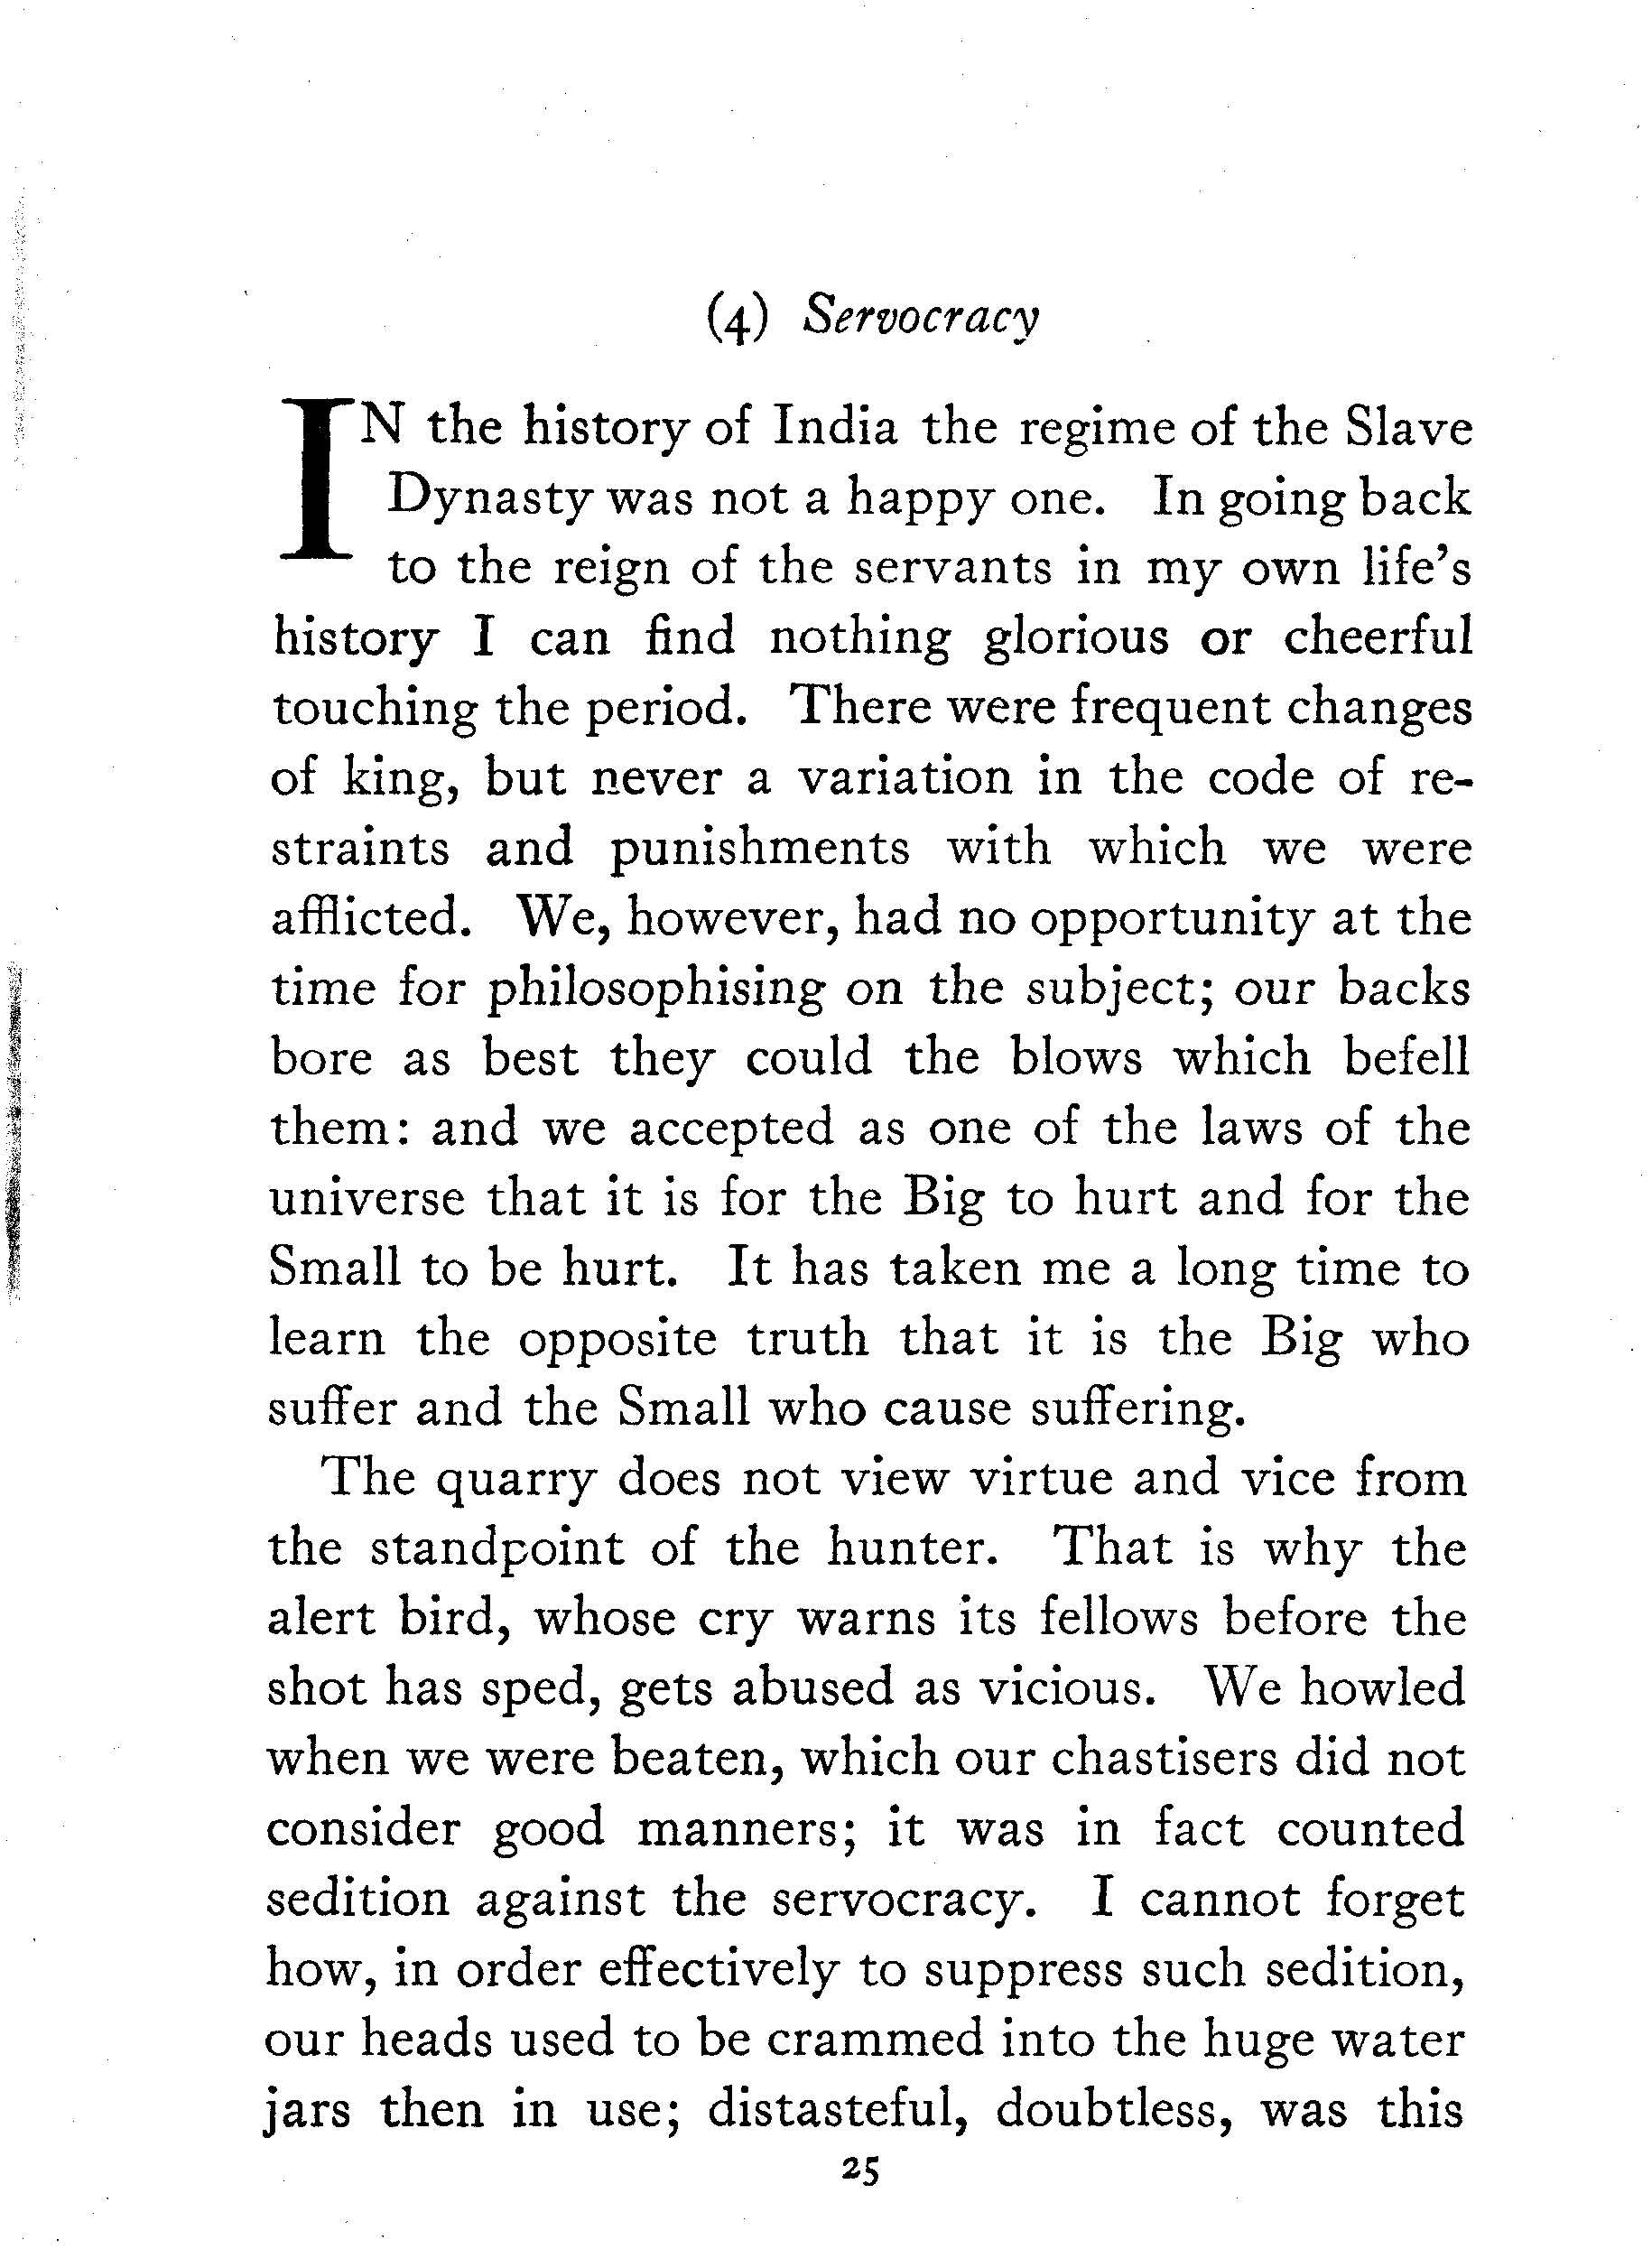 (4) Servocracy
IN the history of India the regime of the Slave
Dynasty was not a happy one. In going back
to the reign of the servants in my own life's
history I can find nothing glorious or cheerful
touching the period. There were frequent changes
of king, but never a variation in the code of re-
straints and punishments with which we were
afflicted. We, however, had no opportunity at the
time for philosophising on the subject; our backs
bore as best they could the blows which befell
them: and we accepted as one of the laws of the
universe that it is for the Big to hurt and for the
Small to be hurt. It has taken me a long time to
learn the opposite truth that it is the Big who
suffer and the Small who cause suffering.
The quarry does not view virtue and vice from
the standpoint of the hunter. That is why the
alert bird, whose cry warns its fellows before the
shot has sped, gets abused as vicious. We howled
when we were beaten, which our chastisers did not
consider good manners; it was in fact counted
sedition against the servocracy. I cannot forget
how, in order effectively to suppress such sedition,
our heads used to be crammed into the huge water
jars then in use; distasteful, doubtless, was this
25